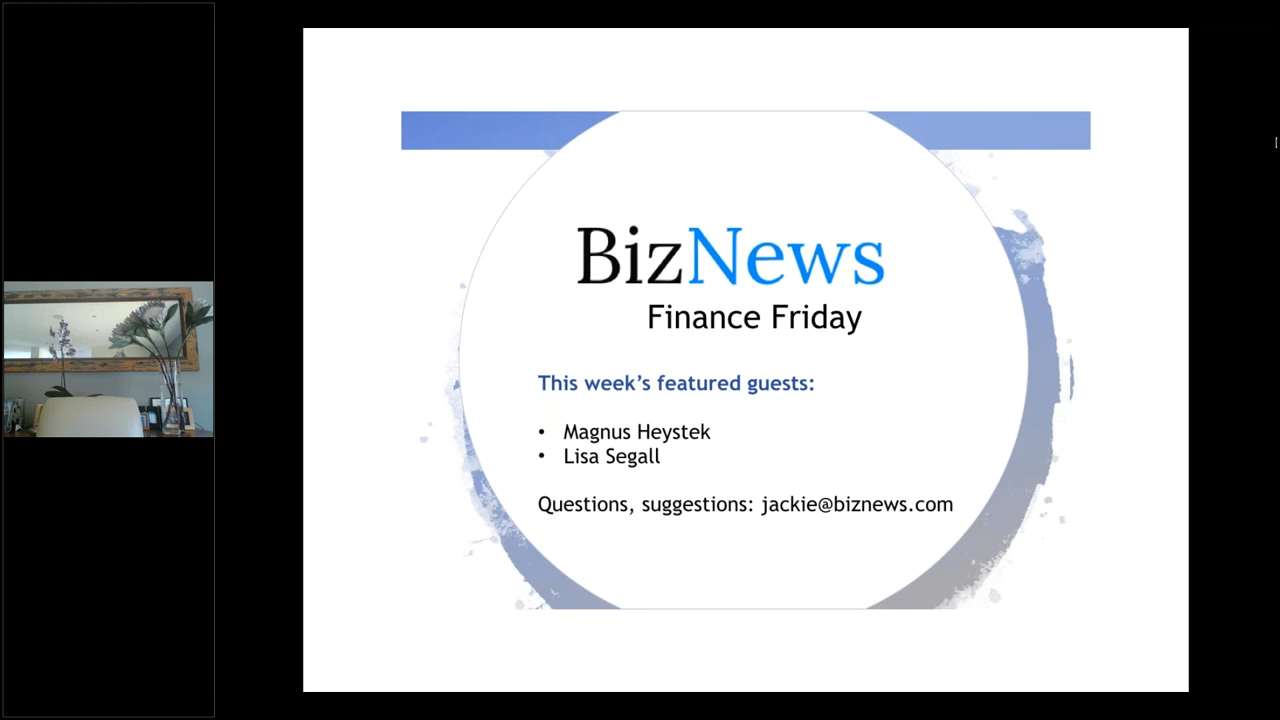 BizNews
Finance Friday
This week's featured guests:
• Magnus Heystek
• Lisa Segall
Questions, suggestions: jackie@biznews.com